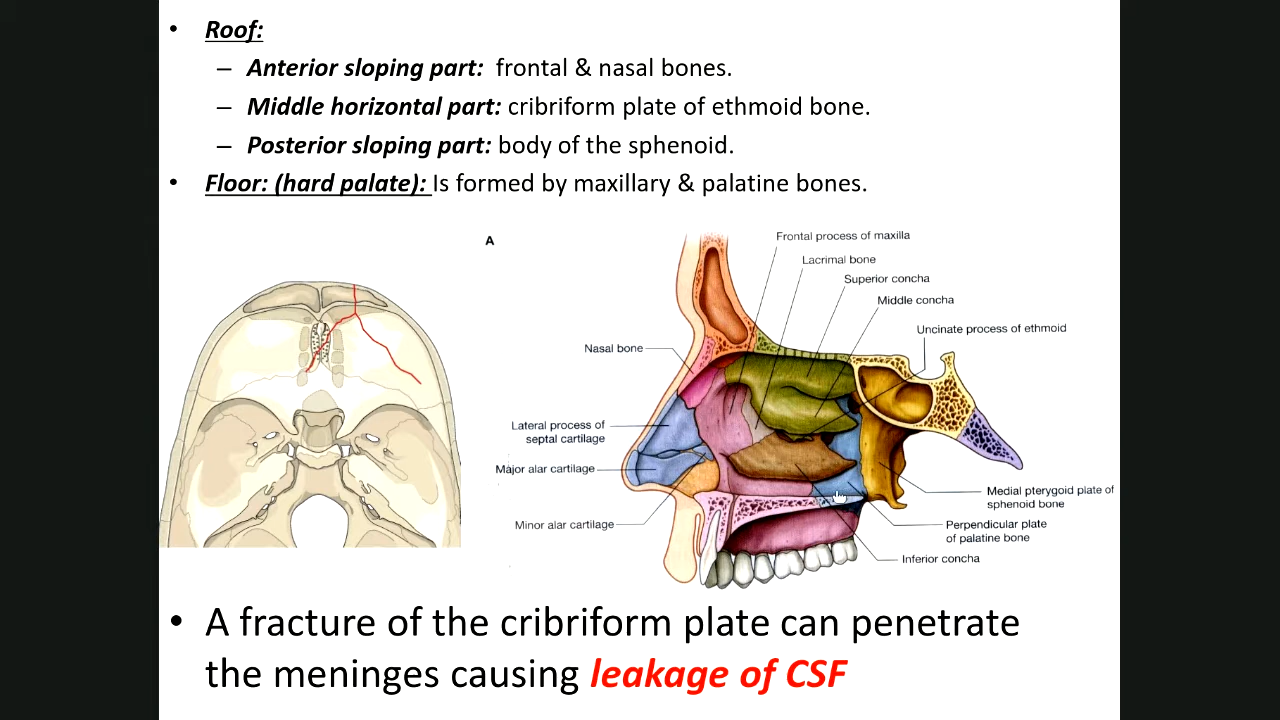 • Roof:
– Anterior sloping part: frontal & nasal bones.
– Middle horizontal part: cribriform plate of ethmoid bone.
– Posterior sloping part: body of the sphenoid.
• Floor: (hard palate): Is formed by maxillary & palatine bones.
A
Frontal process of maxilla
Lacrimal bone
Superior concha
Middle concha
Uncinate process of ethmoid
Nasal bone
Lateral process of
septal cartilage
Major alar cartilage
Minor alar cartilage
Medial pterygoid plate of
sphenoid bone
Perpendicular plate
of palatine bone
Inferior concha
• A fracture of the cribriform plate can penetrate
the meninges causing leakage of CSF